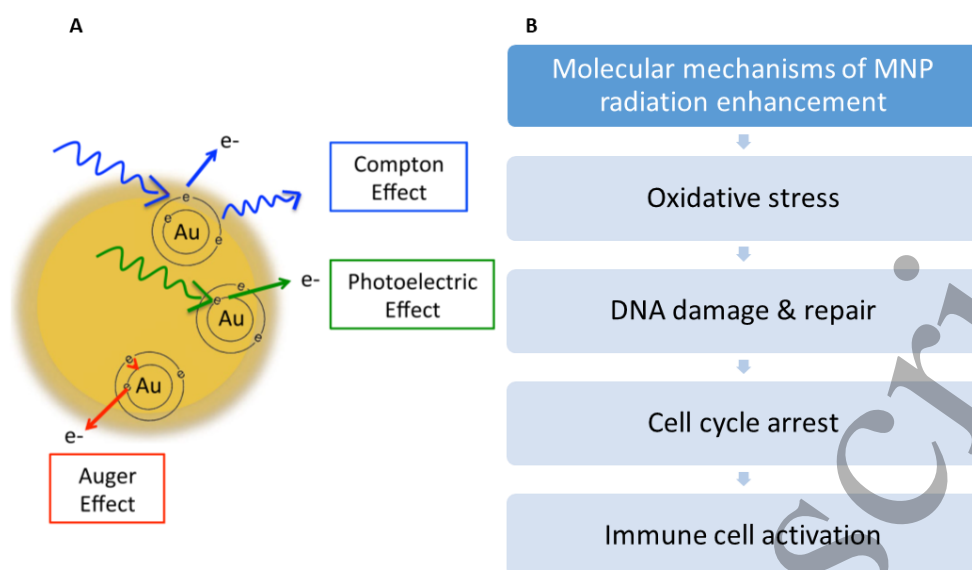 A
B
Molecular mechanisms of MNP
radiation enhancement
e-
Compton
Effect
e
e
Au
e
Oxidative stress
e-
Photoelectric
Effect
e
e
Au
e
DNA damage & repair
e
e
e
Au
e-
Cell cycle arrest
Auger
Effect
Immune cell activation
scri